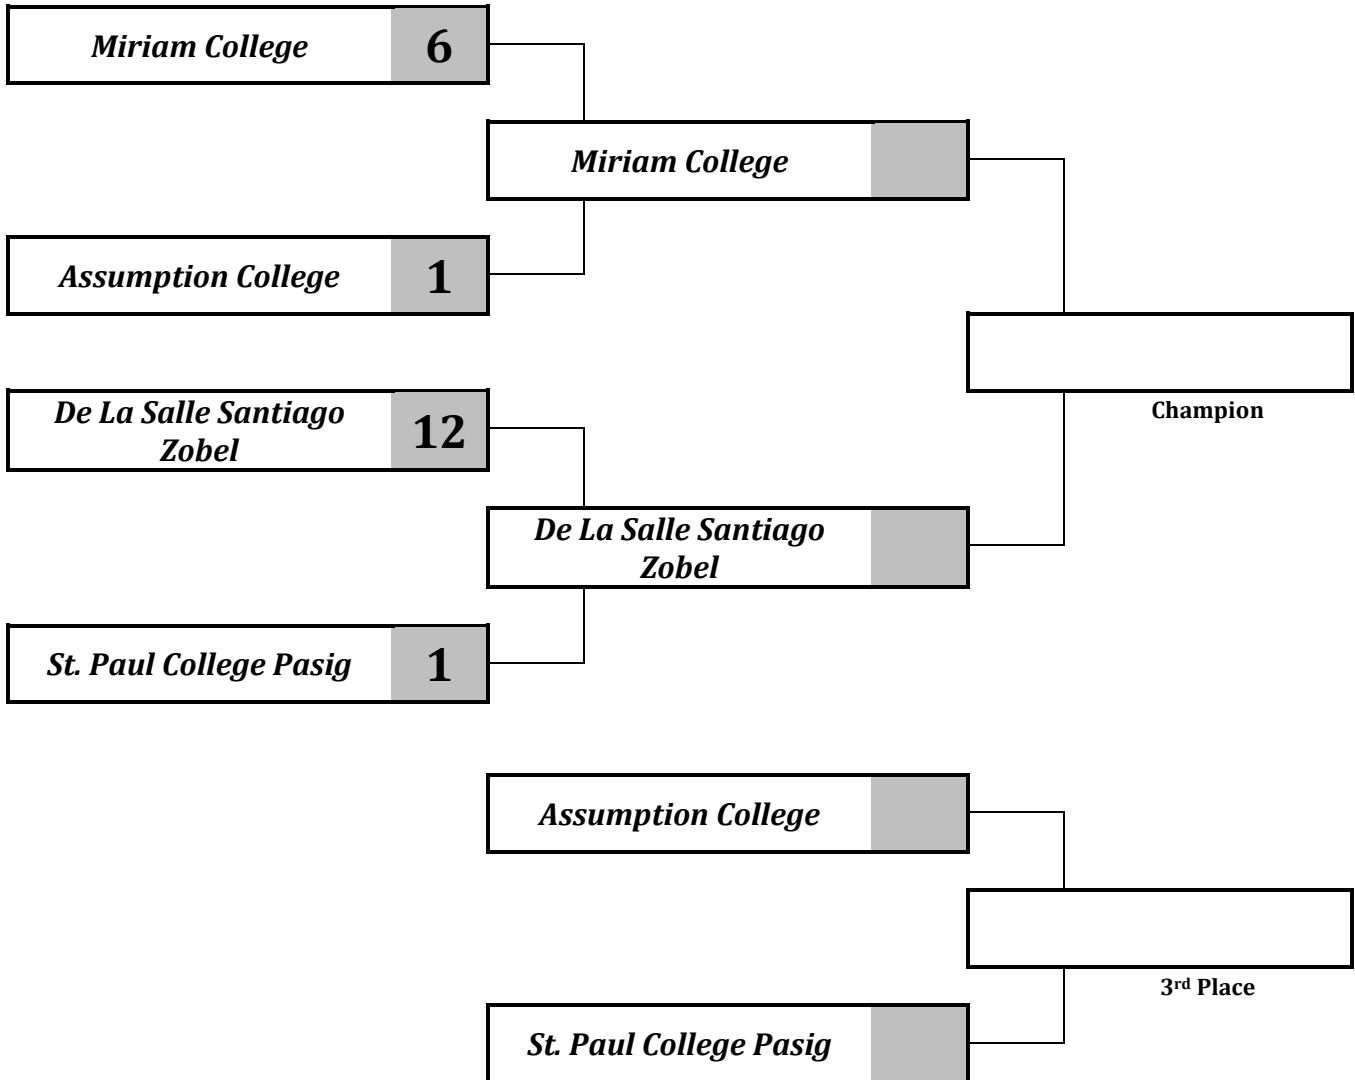 Miriam College 6
Miriam College
Assumption College 1
De La Salle Santiago
Zobel 12
Champion
De La Salle Santiago
Zobel
St. Paul College Pasig 1
Assumption College
3rd Place
St. Paul College Pasig